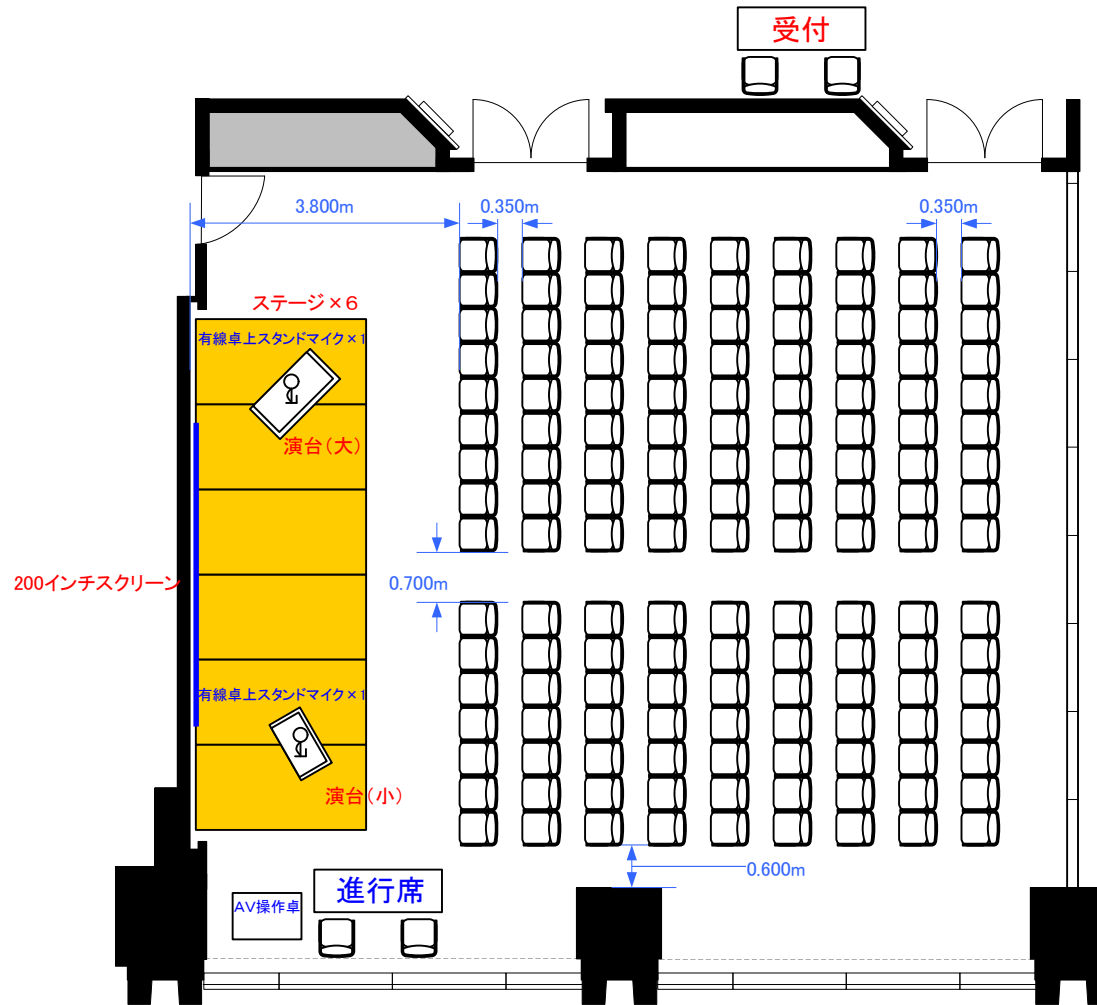 受付
3.800m
0.350m
0.350m
ステージ×6
有線卓上スタンドマイク×1
演台(大)
200インチスクリーン
0.700m
有線卓上スタンドマイク×1
演台(小)
0.600m
進行席
AV操作卓